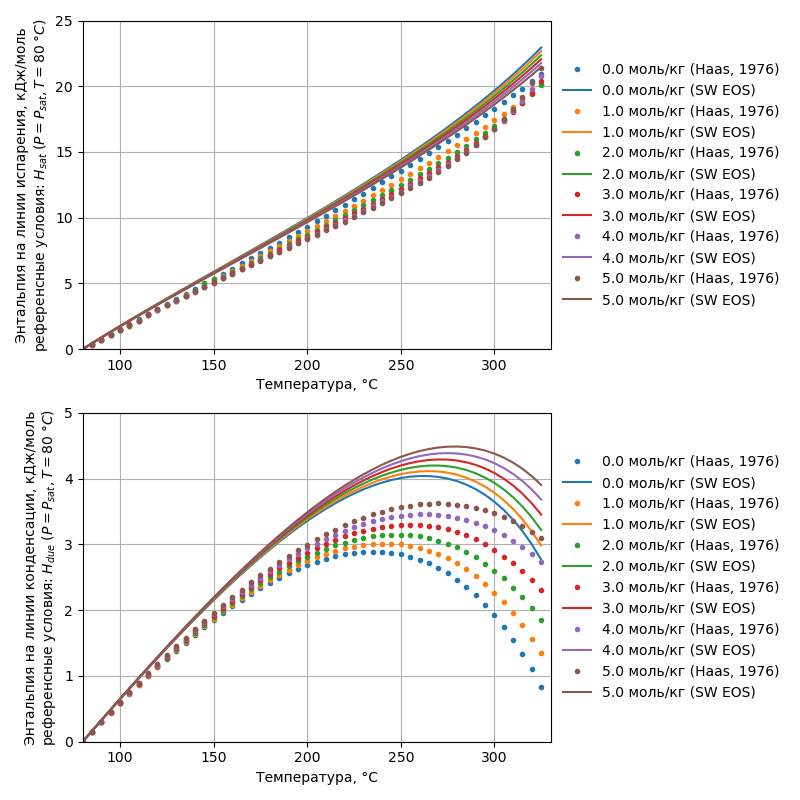 Энтальпия на линии испарения, кДж/моль
референсные условия: H_sat (P = P_sat, T = 80 °C)
25
20
15
10
5
0
100
150
200
250
300
Температура, °C
0.0 моль/кг (Haas, 1976)
0.0 моль/кг (SW EOS)
1.0 моль/кг (Haas, 1976)
1.0 моль/кг (SW EOS)
2.0 моль/кг (Haas, 1976)
2.0 моль/кг (SW EOS)
3.0 моль/кг (Haas, 1976)
3.0 моль/кг (SW EOS)
4.0 моль/кг (Haas, 1976)
4.0 моль/кг (SW EOS)
5.0 моль/кг (Haas, 1976)
5.0 моль/кг (SW EOS)
Энтальпия на линии конденсации, кДж/моль
референсные условия: H_due (P = P_sat, T = 80 °C)
5
4
3
2
1
0
100
150
200
250
300
Температура, °C
0.0 моль/кг (Haas, 1976)
0.0 моль/кг (SW EOS)
1.0 моль/кг (Haas, 1976)
1.0 моль/кг (SW EOS)
2.0 моль/кг (Haas, 1976)
2.0 моль/кг (SW EOS)
3.0 моль/кг (Haas, 1976)
3.0 моль/кг (SW EOS)
4.0 моль/кг (Haas, 1976)
4.0 моль/кг (SW EOS)
5.0 моль/кг (Haas, 1976)
5.0 моль/кг (SW EOS)